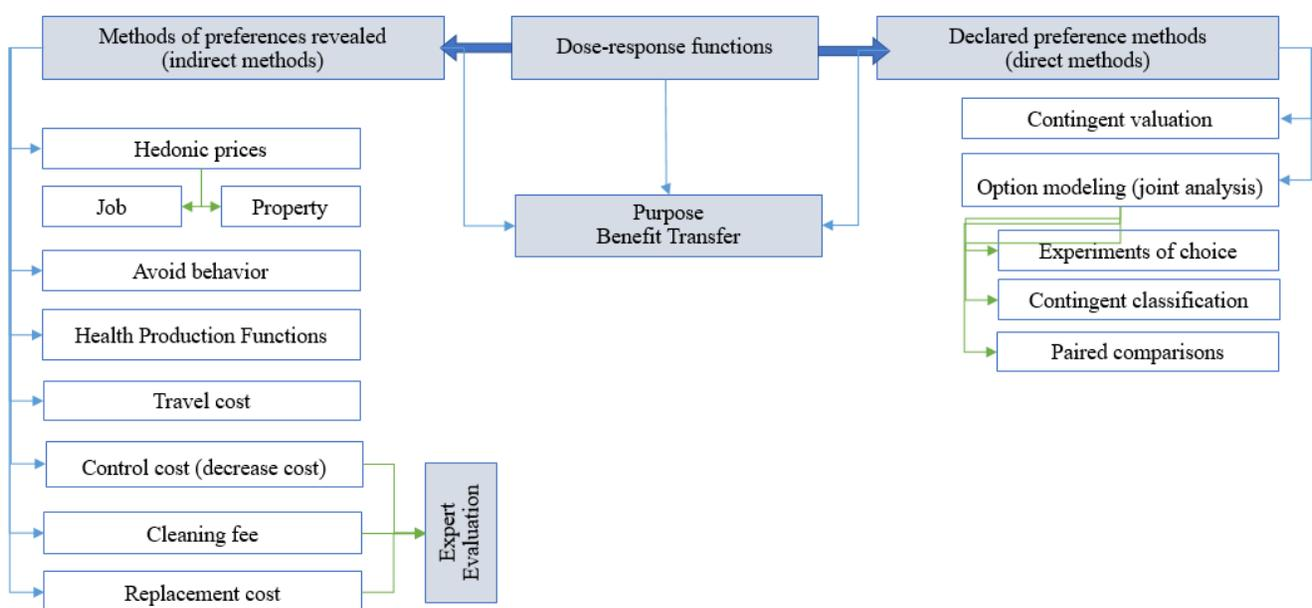 Methods of preferences revealed
(indirect methods)
Dose-response functions
Declared preference methods
(direct methods)
Hedonic prices
Job
Property
Avoid behavior
Health Production Functions
Travel cost
Control cost (decrease cost)
Cleaning fee
Replacement cost
Expert
Evaluation
Purpose
Benefit Transfer
Contingent valuation
Option modeling (joint analysis)
Experiments of choice
Contingent classification
Paired comparisons